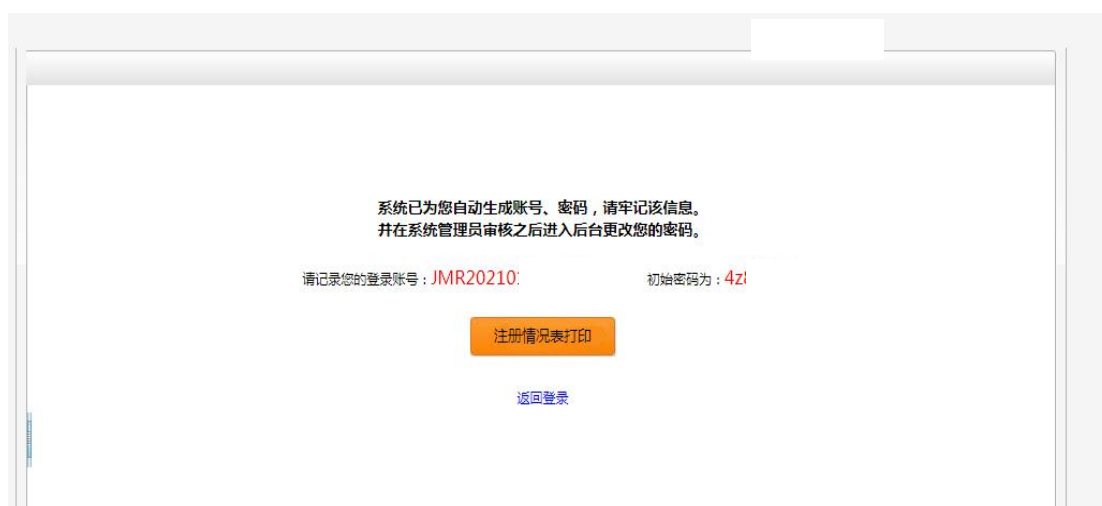 系统已为您自动生成账号、密码，请牢记该信息。
并在系统管理员审核之后进入后台更改您的密码。
请记录您的登录账号：JMR20210 初始密码为：4z
注册情况表打印
返回登录